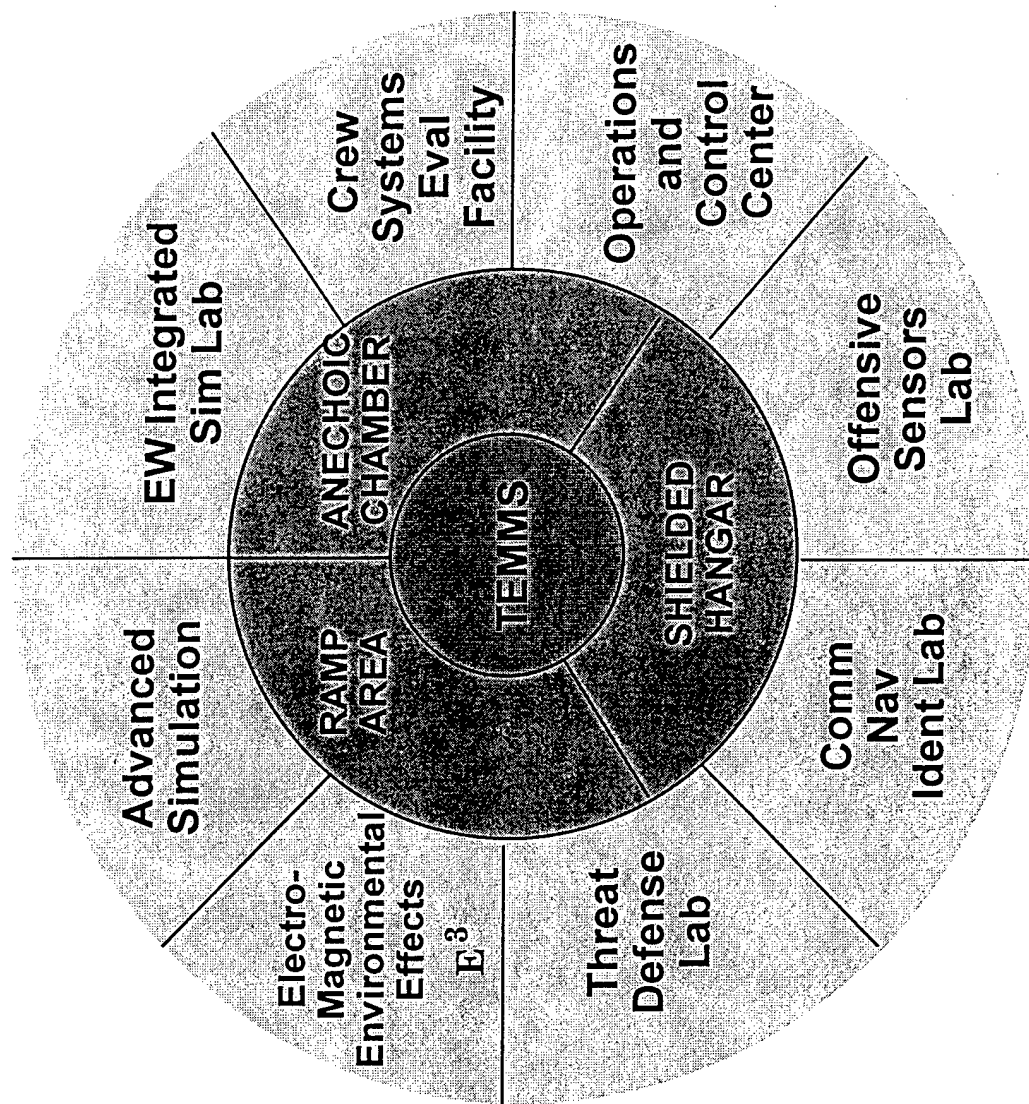 Advanced
Simulation
EW Integrated
Sim Lab
Electro-
Magnetic
Environmental
Effects
E³
Crew
Systems
Eval
Facility
RAMP
AREA
ANECHOIC
CHAMBER
TEMMS
SHIELDED
HANGAR
Threat
Defense
Lab
Operations
and
Control
Center
Comm
Nav
Ident Lab
Offensive
Sensors
Lab